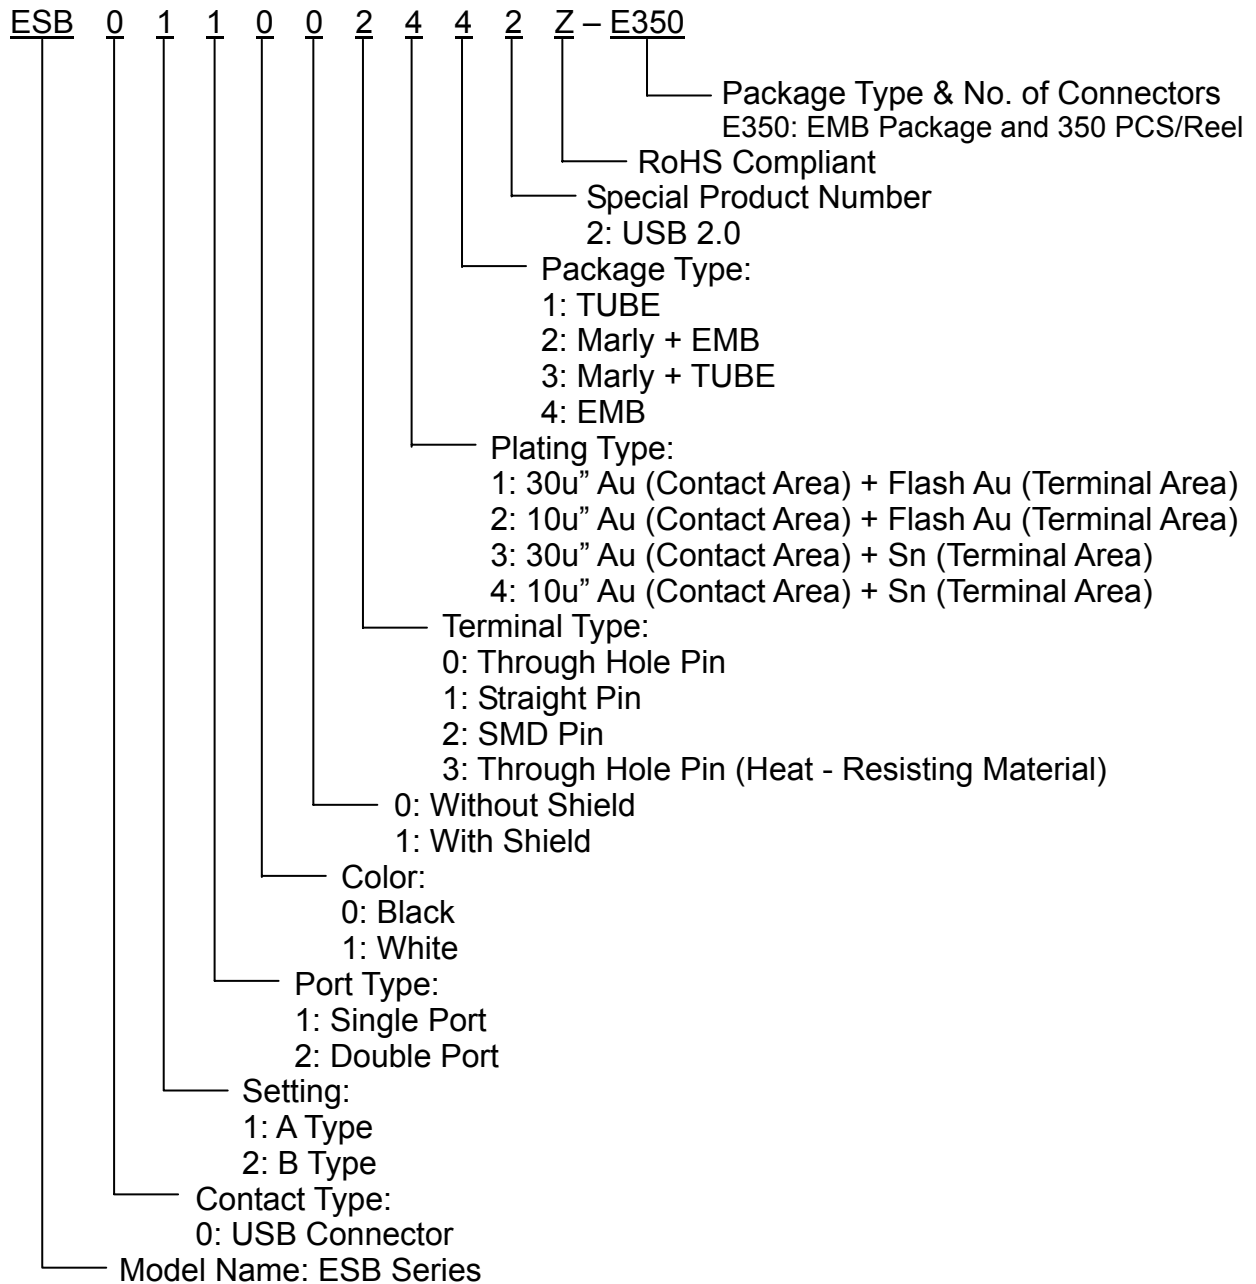 ESB 0 1 1 0 0 2 4 4 2 Z – E350
Package Type & No. of Connectors
E350: EMB Package and 350 PCS/Reel
RoHS Compliant
Special Product Number
2: USB 2.0
Package Type:
1: TUBE
2: Marly + EMB
3: Marly + TUBE
4: EMB
Plating Type:
1: 30u” Au (Contact Area) + Flash Au (Terminal Area)
2: 10u” Au (Contact Area) + Flash Au (Terminal Area)
3: 30u” Au (Contact Area) + Sn (Terminal Area)
4: 10u” Au (Contact Area) + Sn (Terminal Area)
Terminal Type:
0: Through Hole Pin
1: Straight Pin
2: SMD Pin
3: Through Hole Pin (Heat - Resisting Material)
0: Without Shield
1: With Shield
Color:
0: Black
1: White
Port Type:
1: Single Port
2: Double Port
Setting:
1: A Type
2: B Type
Contact Type:
0: USB Connector
Model Name: ESB Series